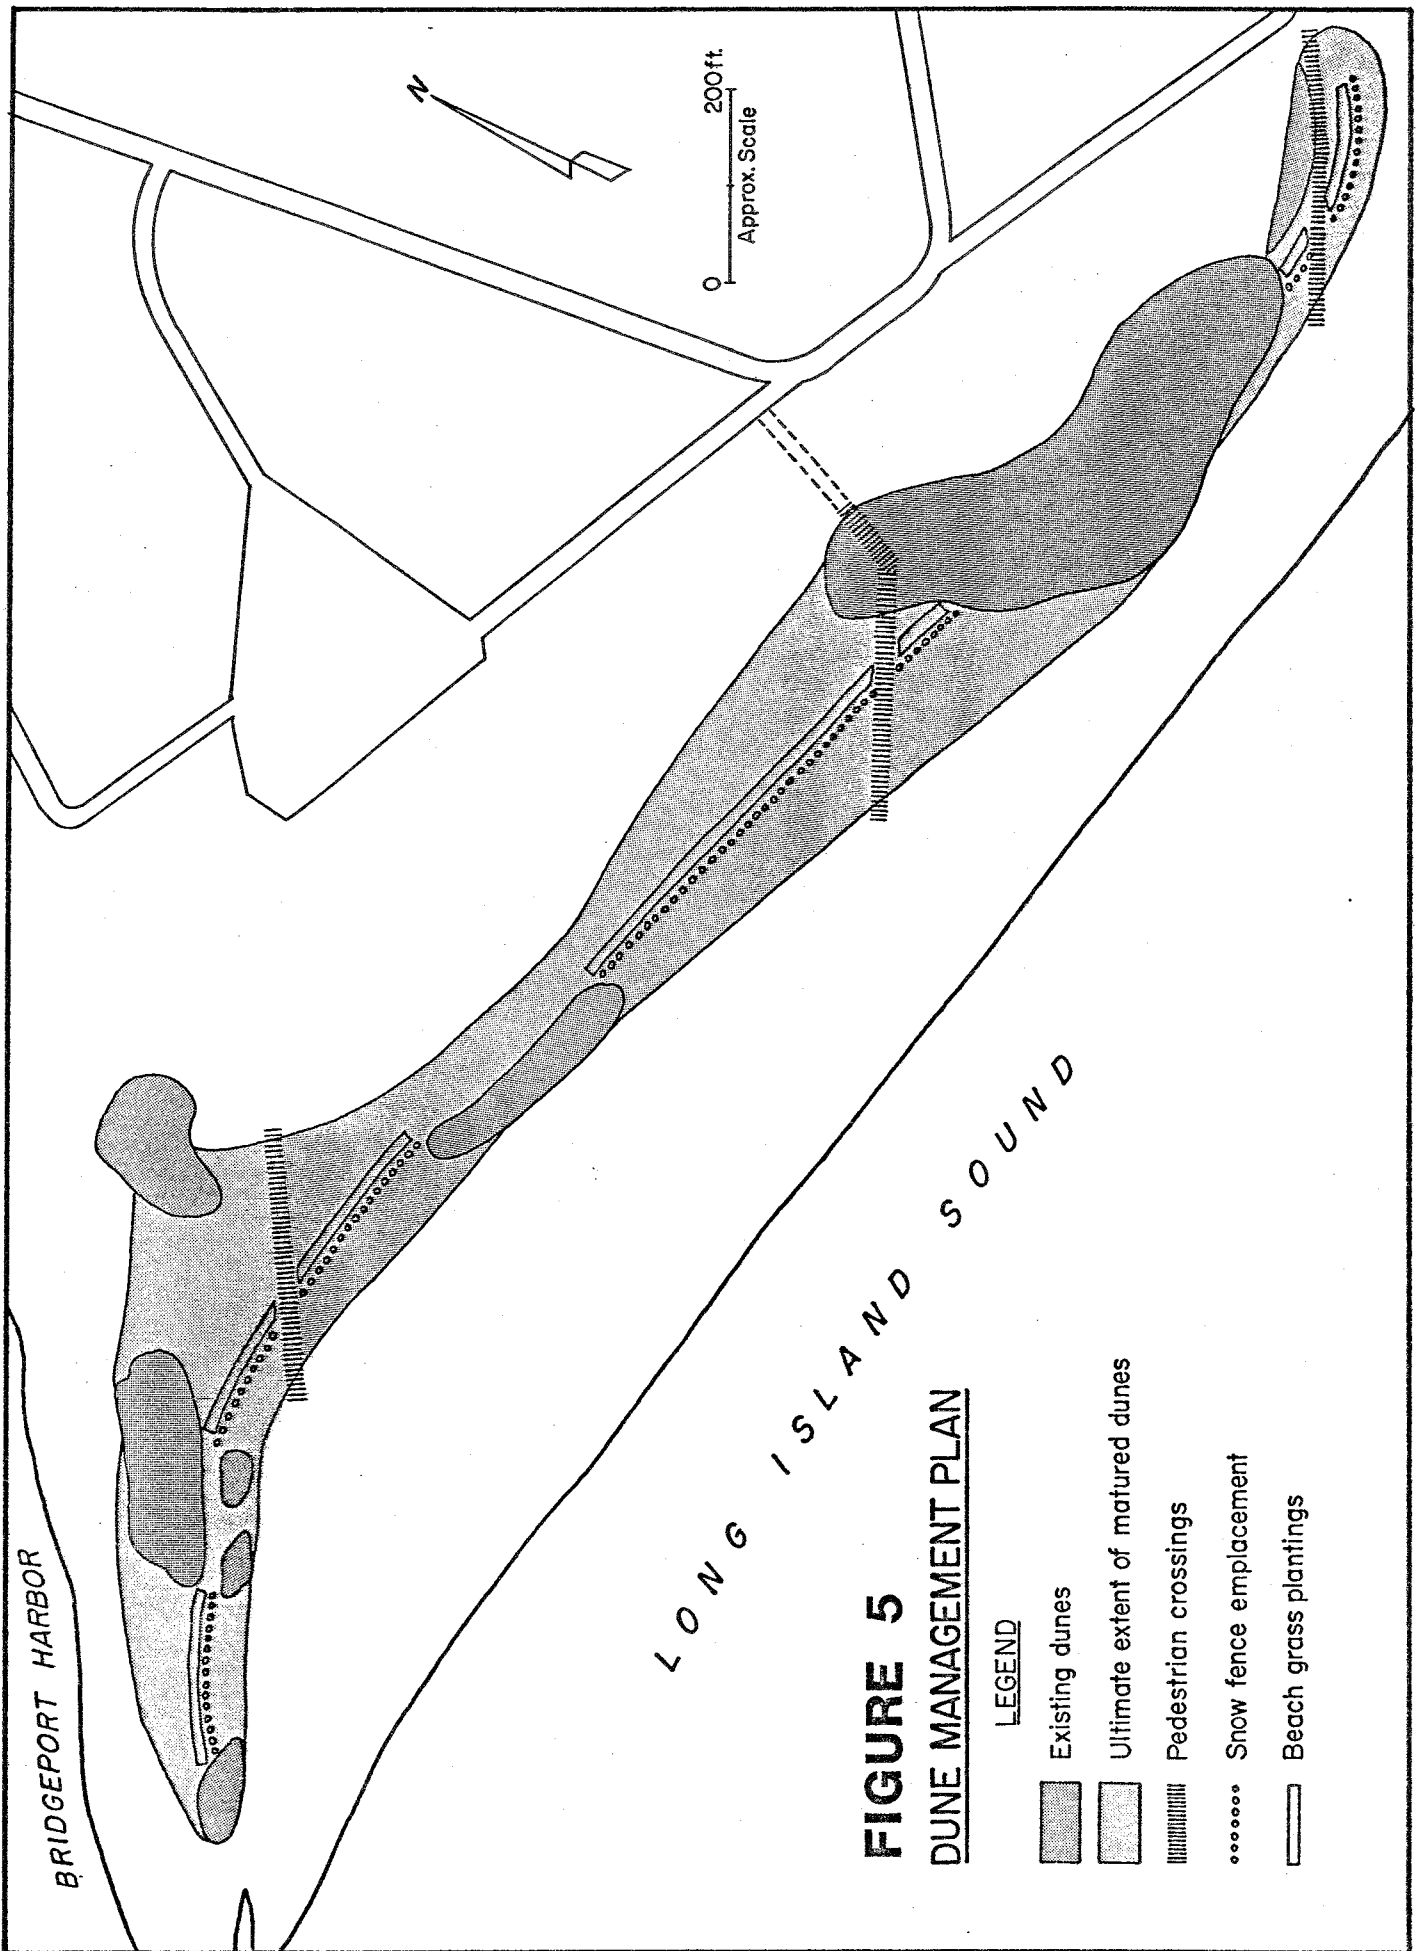 BRIDGEPORT HARBOR
N
0 200ft.
Approx. Scale
LONG ISLAND SOUND
FIGURE 5
DUNE MANAGEMENT PLAN
LEGEND
Existing dunes
Ultimate extent of matured dunes
Pedestrian crossings
Snow fence emplacement
Beach grass plantings